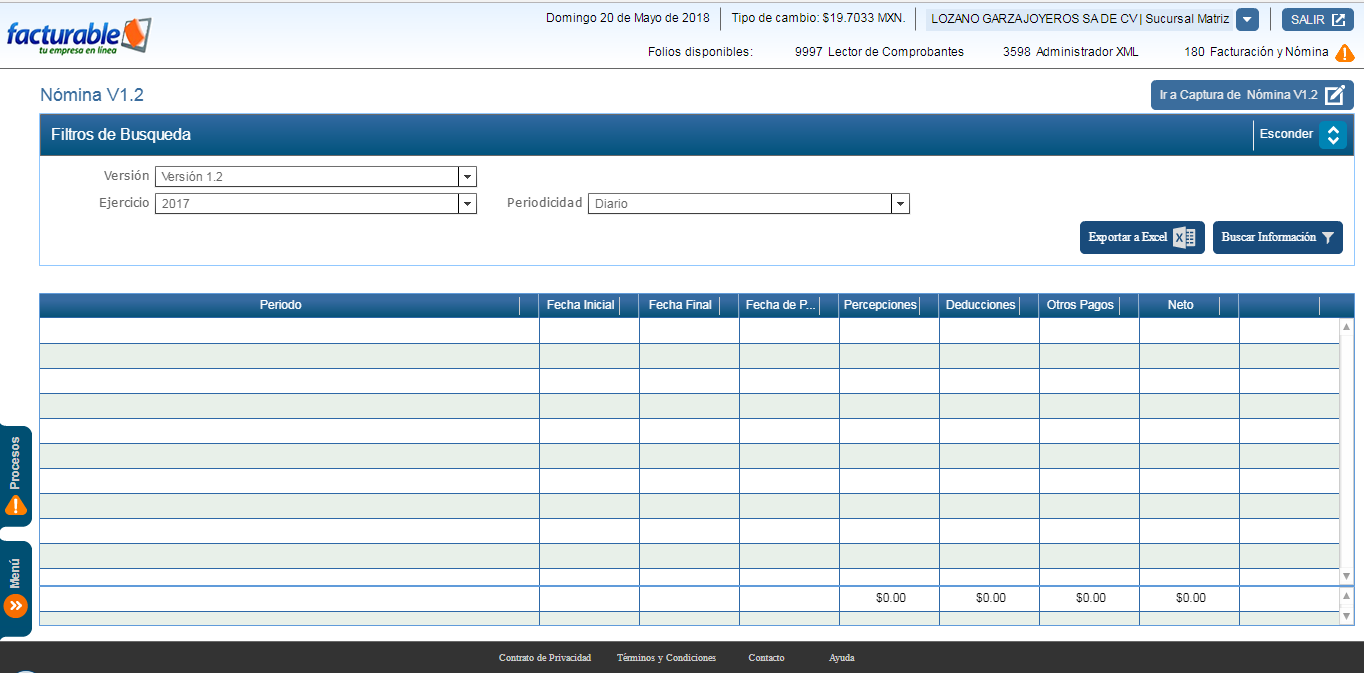 facturable
tu empresa en línea
Domingo 20 de Mayo de 2018
Tipo de cambio: $19.7033 MXN.
LOZANO GARZA JOYEROS SA DE CV | Sucursal Matriz
SALIR
Folios disponibles:
9997 Lector de Comprobantes
3598 Administrador XML
180 Facturación y Nómina
Nómina V1.2
Ir a Captura de Nómina V1.2
Filtros de Busqueda
Esconder
Versión
Versión 1.2
Ejercicio
2017
Periodicidad
Diario
Exportar a Excel
Buscar Información
Periodo
Fecha Inicial
Fecha Final
Fecha de P...
Percepciones
Deducciones
Otros Pagos
Neto
Procesos
Menú
$0.00
$0.00
$0.00
$0.00
Contrato de Privacidad
Términos y Condiciones
Contacto
Ayuda